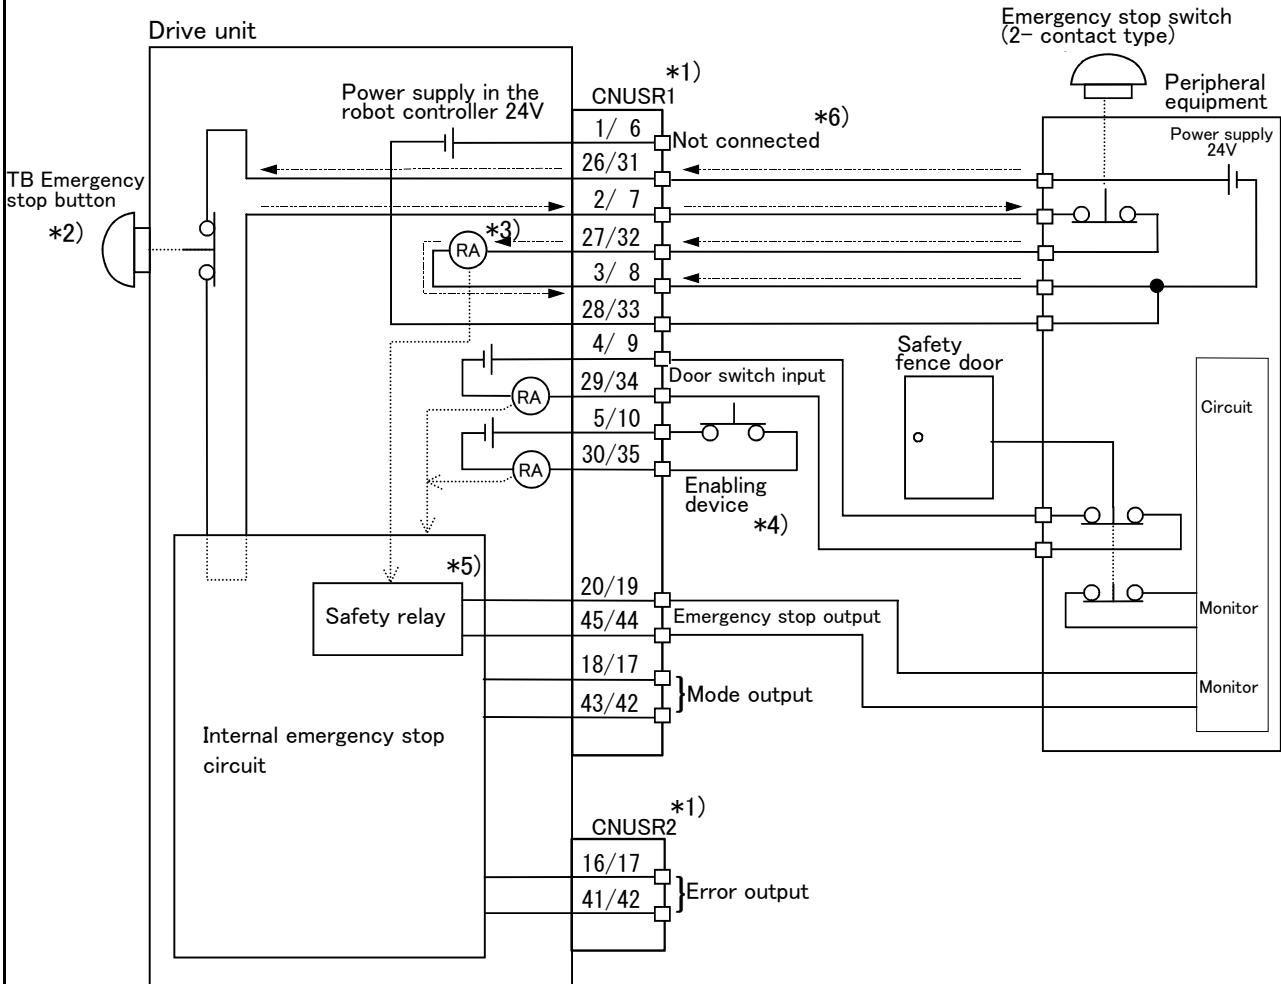 Drive unit
Emergency stop switch
(2- contact type)
*1)
CNUSR1
Peripheral
equipment
Power supply in the
robot controller 24V
*6)
Power supply
24V
1/ 6
Not connected
26/31
TB Emergency
stop button
*2)
2/ 7
*3)
RA
27/32
3/ 8
28/33
4/ 9
Safety
fence door
Door switch input
29/34
RA
Circuit
5/10
30/35
RA
Enabling
device
*4)
*5)
20/19
Safety relay
Emergency stop output
45/44
Monitor
18/17
Mode output
43/42
Monitor
Internal emergency stop
circuit
*1)
CNUSR2
16/17
Error output
41/42